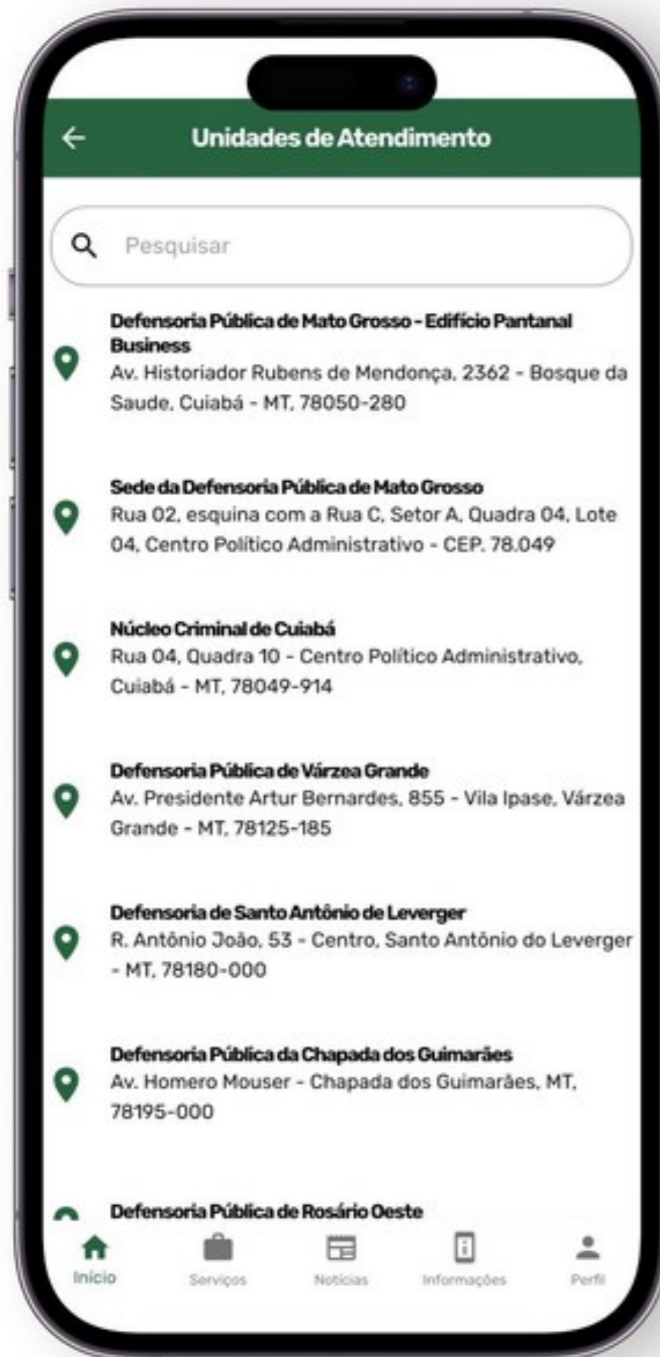 Unidades de Atendimento
Pesquisar
Defensoria Pública de Mato Grosso - Edifício Pantanal
Business
Av. Historiador Rubens de Mendonça, 2362 - Bosque da
Saude, Cuiabá - MT, 78050-280
Sede da Defensoria Pública de Mato Grosso
Rua 02, esquina com a Rua C, Setor A, Quadra 04, Lote
04, Centro Político Administrativo - CEP. 78.049
Núcleo Criminal de Cuiabá
Rua 04, Quadra 10 - Centro Político Administrativo,
Cuiabá - MT, 78049-914
Defensoria Pública de Várzea Grande
Av. Presidente Artur Bernardes, 855 - Vila Ipase, Várzea
Grande - MT, 78125-185
Defensoria de Santo Antônio de Leverger
R. Antônio João, 53 - Centro, Santo Antônio do Leverger
- MT, 78180-000
Defensoria Pública da Chapada dos Guimarães
Av. Homero Mouser - Chapada dos Guimarães, MT,
78195-000
Defensoria Pública de Rosário Oeste
Início Serviços Notícias Informações Perfil